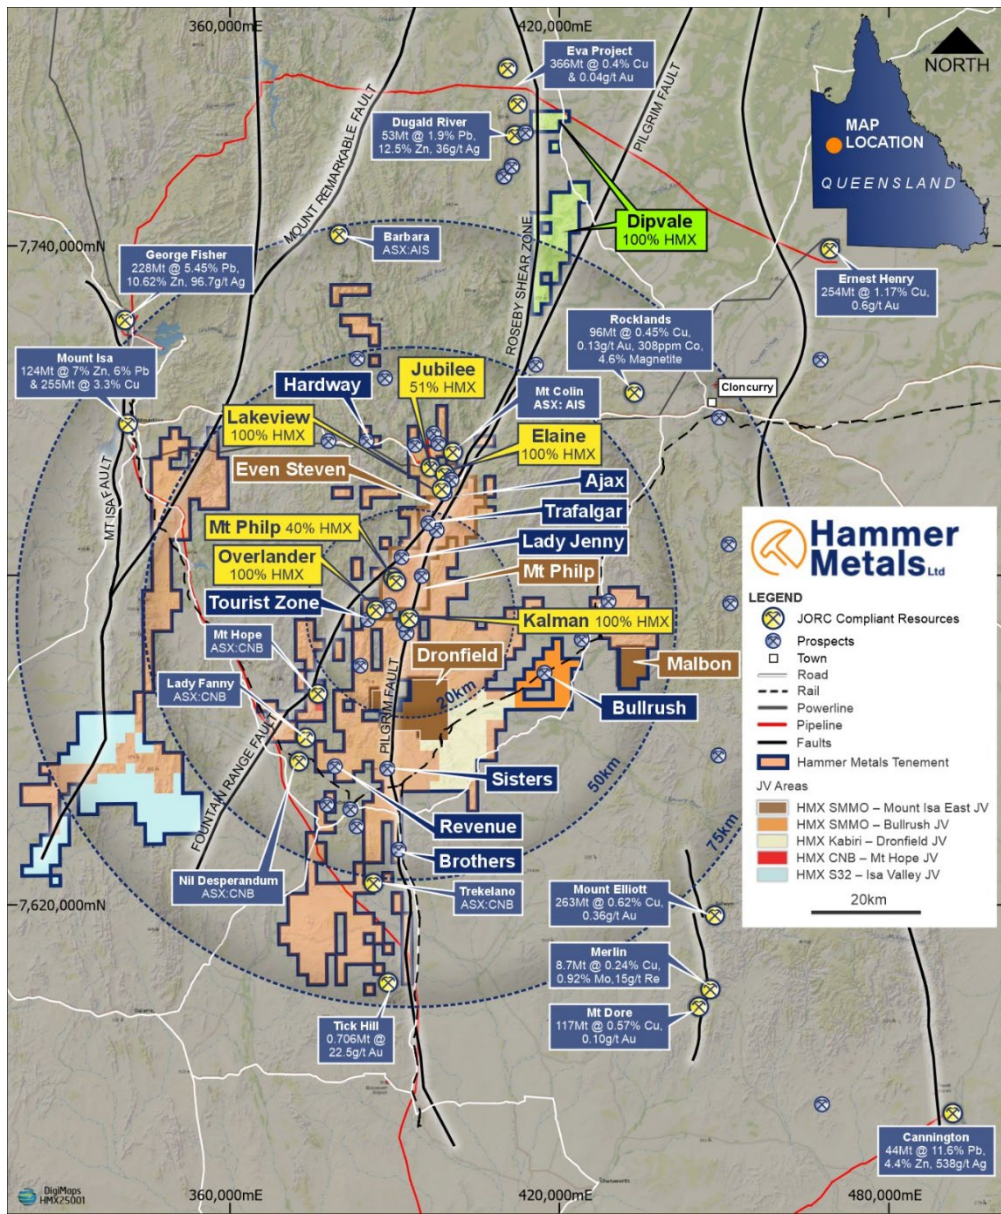 360,000mE
420,000mE
NORTH
Eva Project
366Mt @ 0.4% Cu
& 0.04g/t Au
MAP
LOCATION
QUEENSLAND
Dugald River
53Mt @ 1.9% Pb,
12.5% Zn, 36g/t Ag
MOUNT REMARKABLE FAULT
PILGRIM FAULT
ROSEBY SHEAR ZONE
Dipvale
100% HMX
7,740,000mN
Barbara
ASX:AIS
George Fisher
228Mt @ 5.45% Pb,
10.62% Zn, 96.7g/t Ag
Ernest Henry
254Mt @ 1.17% Cu,
0.6g/t Au
Rocklands
96Mt @ 0.45% Cu,
0.13g/t Au, 308ppm Co,
4.6% Magnetite
Mount Isa
124Mt @ 7% Zn, 6% Pb
& 255Mt @ 3.3% Cu
Hardway
Jubilee
51% HMX
Mt Colin
ASX: AIS
Cloncurry
Lakeview
100% HMX
Elaine
100% HMX
Even Steven
Ajax
MT ISA FAULT
Trafalgar
Mt Philp 40% HMX
Lady Jenny
Overlander
100% HMX
Mt Philp
Tourist Zone
Kalman 100% HMX
Mt Hope
ASX:CNB
Dronfield
Malbon
Lady Fanny
ASX:CNB
20km
Bullrush
PILGRIM FAULT
FOUNTAIN RANGE FAULT
Sisters
50km
Revenue
75km
Brothers
Nil Desperandum
ASX:CNB
Trekelano
ASX:CNB
7,620,000mN
Mount Elliott
263Mt @ 0.62% Cu,
0.36g/t Au
Merlin
8.7Mt @ 0.24% Cu,
0.92% Mo,15g/t Re
Mt Dore
117Mt @ 0.57% Cu,
0.10g/t Au
Tick Hill
0.706Mt @
22.5g/t Au
Cannington
44Mt @ 11.6% Pb,
4.4% Zn, 538g/t Ag
Hammer
Metals Ltd
LEGEND
JORC Compliant Resources
Prospects
Town
Road
Rail
Powerline
Pipeline
Faults
Hammer Metals Tenement
JV Areas
HMX SMMO – Mount Isa East JV
HMX SMMO – Bullrush JV
HMX Kabiri – Dronfield JV
HMX CNB – Mt Hope JV
HMX S32 – Isa Valley JV
20km
DigiMaps
HMX25001
360,000mE
420,000mE
480,000mE